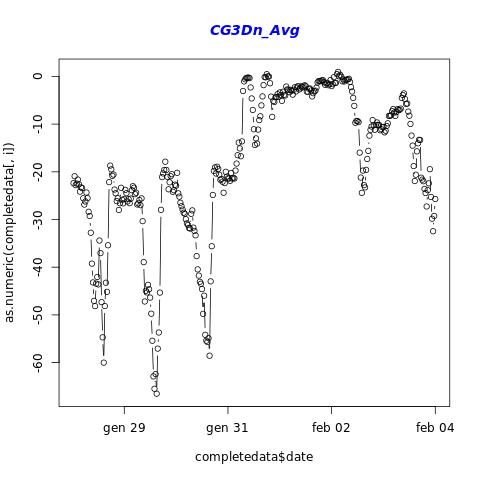 CG3Dn_Avg
as.numeric(completedata[, i])
0
-10
-20
-30
-40
-50
-60
gen 29
gen 31
feb 02
feb 04
completedata$date